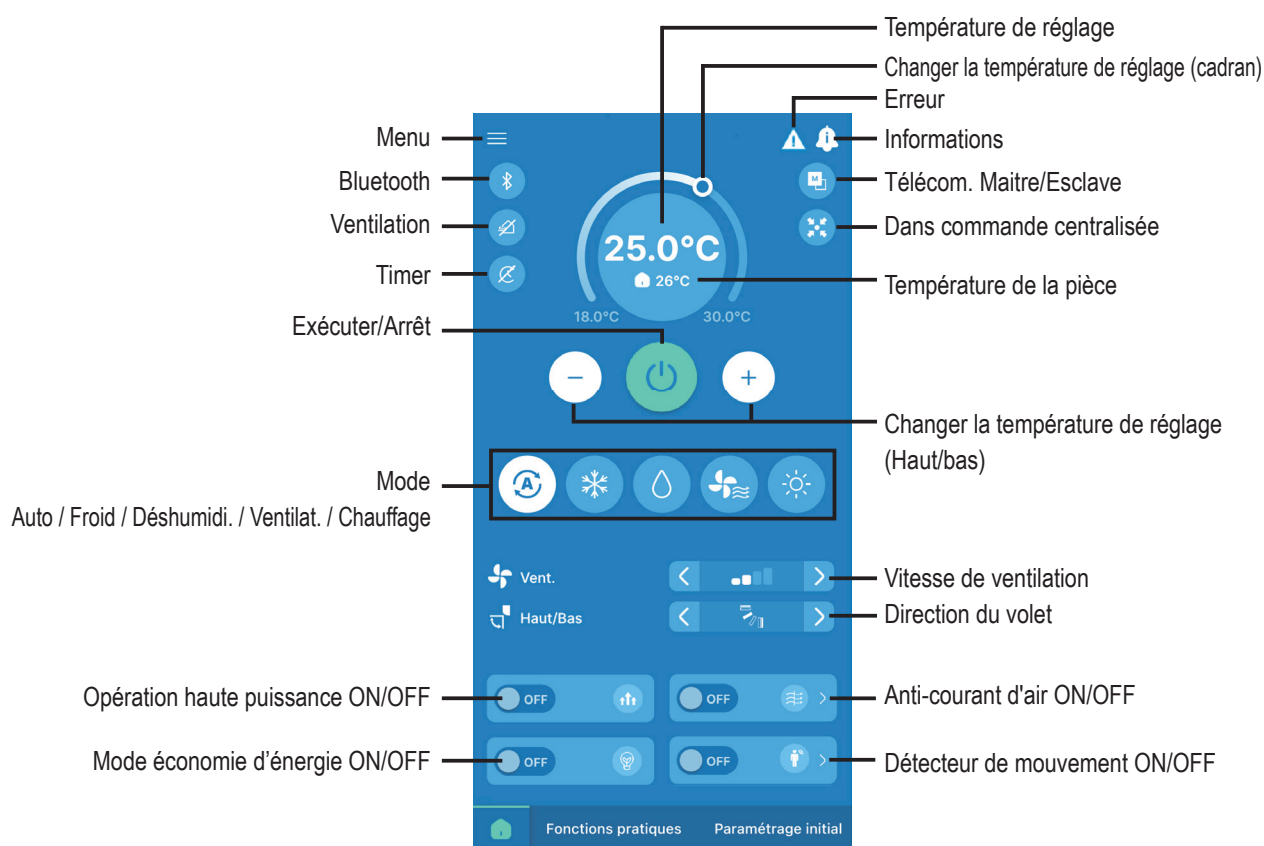 Température de réglage
Changer la température de réglage (cadran)
Erreur
Menu
Informations
Bluetooth
M
Télécom. Maitre/Esclave
Ventilation
Dans commande centralisée
25.0°C
Timer
26°C
Température de la pièce
18.0°C
30.0°C
Exécuter/Arrêt
Changer la température de réglage
(Haut/bas)
Mode
A
Auto / Froid / Déshumidi. / Ventilat. / Chauffage
Vent.
Vitesse de ventilation
Haut/Bas
Direction du volet
Opération haute puissance ON/OFF
OFF
OFF
Anti-courant d'air ON/OFF
Mode économie d’énergie ON/OFF
OFF
OFF
Détecteur de mouvement ON/OFF
Fonctions pratiques
Paramétrage initial